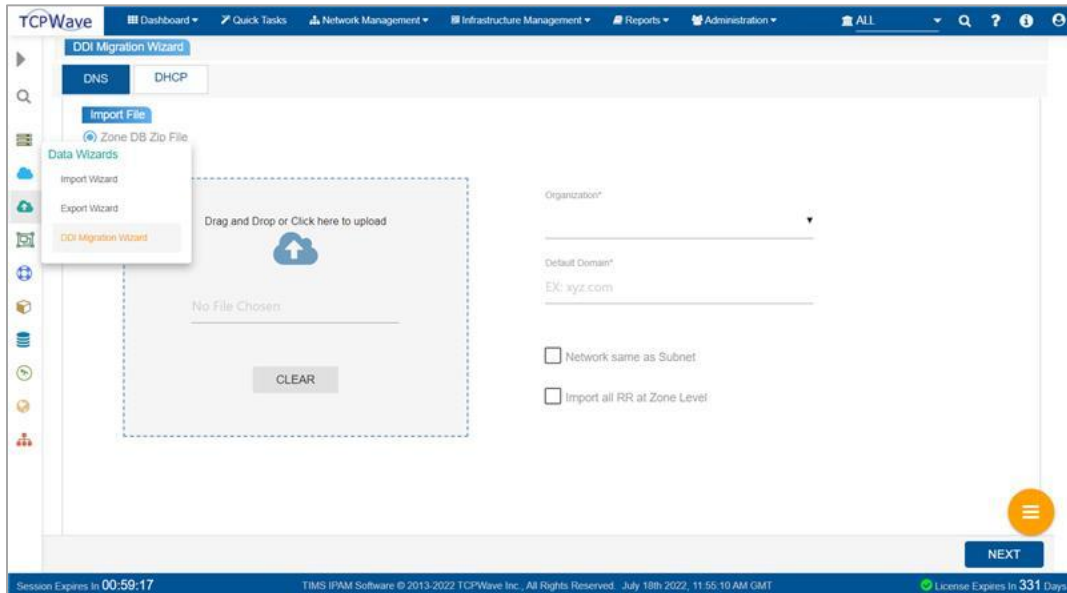 TCPWave
Dashboard Quick Tasks Network Management Infrastructure Management Reports Administration ALL
DDI Migration Wizard
DNS DHCP
Import File
Zone DB Zip File
Data Wizards
Import Wizard
Export Wizard
DDI Migration Wizard
Drag and Drop or Click here to upload
No File Chosen
CLEAR
Organization*
Default Domain*
EX: xyz.com
Network same as Subnet
Import all RR at Zone Level
NEXT
Session Expires In 00:59:17 TIMS IPAM Software © 2013-2022 TCPWave Inc., All Rights Reserved. July 18th 2022, 11:55:10 AM GMT License Expires In 331 Days